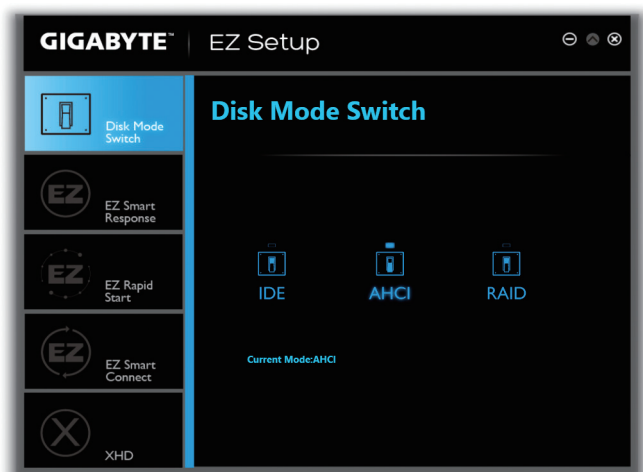 GIGABYTE™ EZ Setup
Disk Mode
Switch
Disk Mode Switch
EZ
EZ Smart
Response
EZ
EZ Rapid
Start
IDE AHCI RAID
EZ
EZ Smart
Connect
Current Mode:AHCI
X
XHD